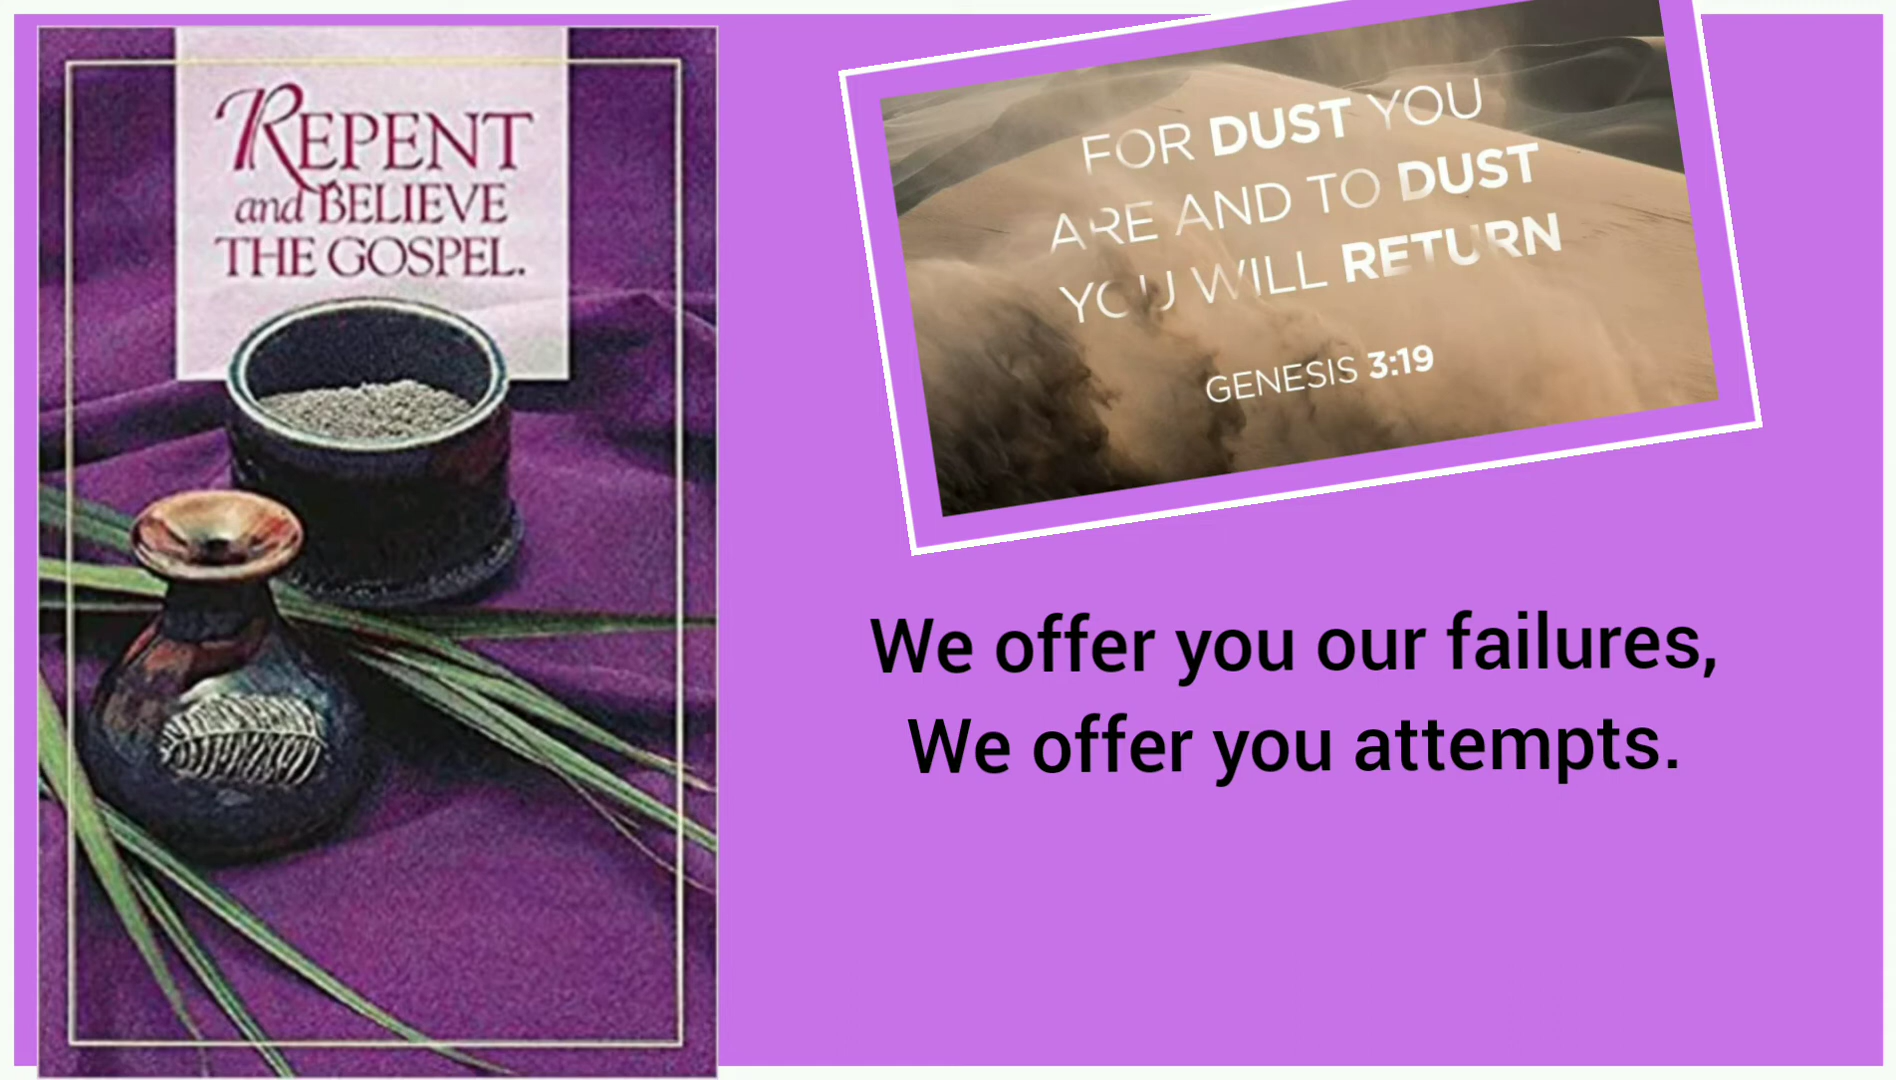 REPENT
and BELIEVE
THE GOSPEL.
FOR DUST YOU
ARE AND TO DUST
YOU WILL RETURN
GENESIS 3:19
We offer you our failures,
We offer you attempts.